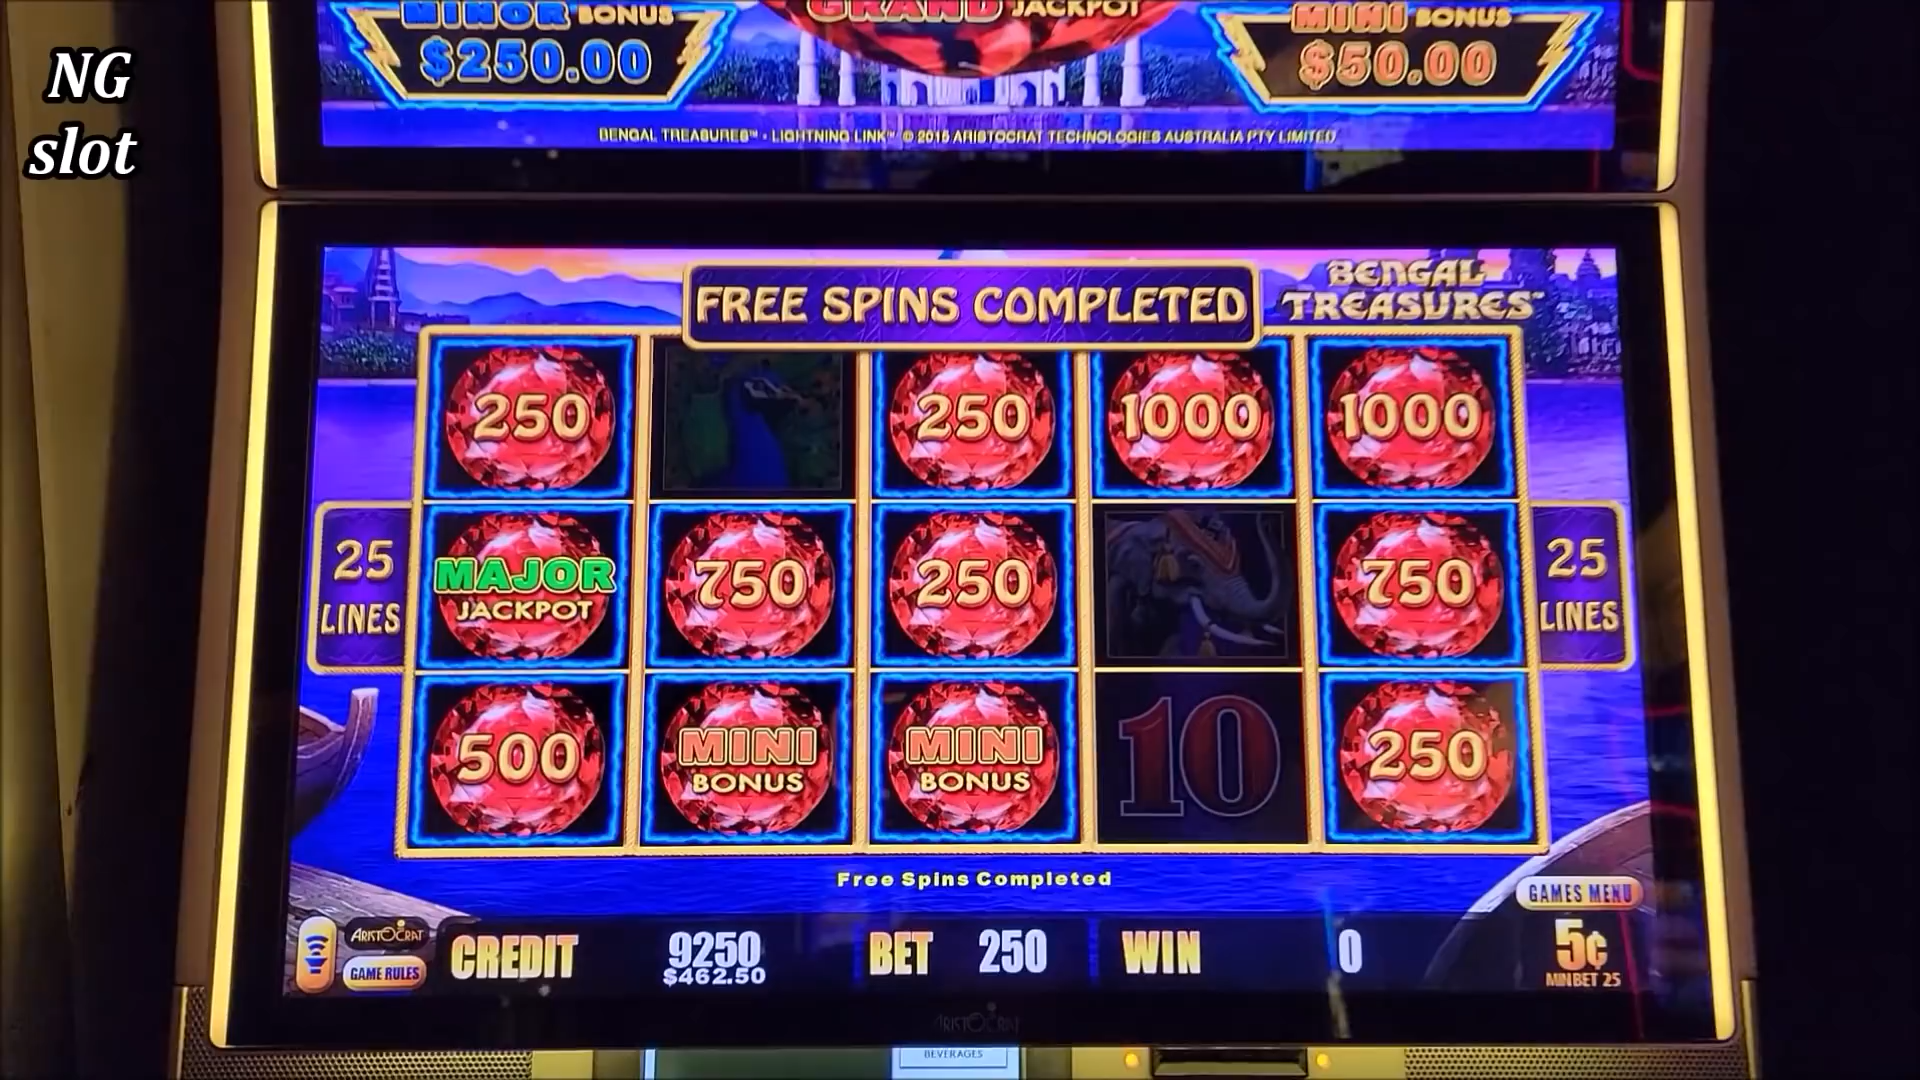 NG
slot
MINOR BONUS
$250.00
GRAND JACKPOT
MINI BONUS
$50.00
BENGAL TREASURES™ - LIGHTNING LINK™ © 2015 ARISTOCRAT TECHNOLOGIES AUSTRALIA PTY LIMITED
FREE SPINS COMPLETED
BENGAL
TREASURES™
250
250
1000
1000
25
LINES
MAJOR
JACKPOT
750
250
750
25
LINES
500
MINI
BONUS
MINI
BONUS
10
250
Free Spins Completed
GAMES MENU
ARISTOCRAT
GAME RULES
CREDIT
9250
$462.50
BET 250
WIN 0
5¢
MIN BET 25
ARISTOCRAT
BEVERAGES